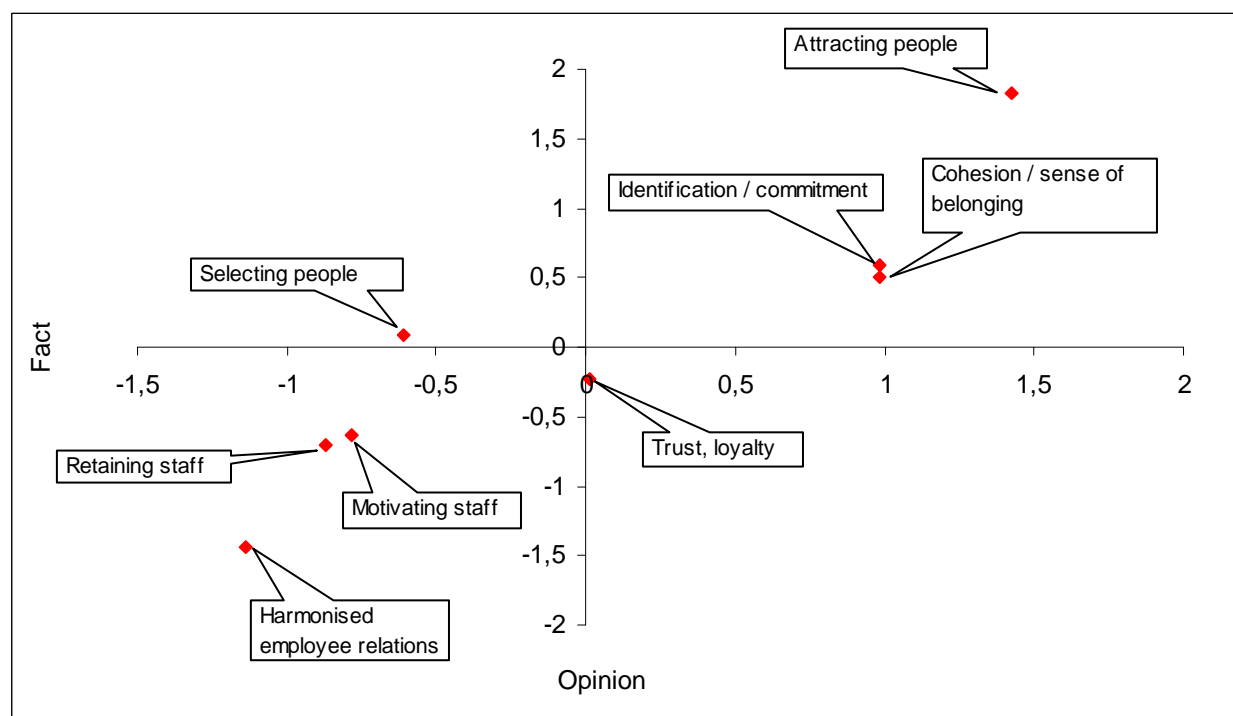 Attracting people
2
1,5
Cohesion / sense of
belonging
Identification / commitment
1
0,5
Selecting people
0
Fact
-1,5 -1 -0,5 0 0,5 1 1,5 2
-0,5
Trust, loyalty
Retaining staff
-1
Motivating staff
-1,5
Harmonised
employee relations
-2
Opinion